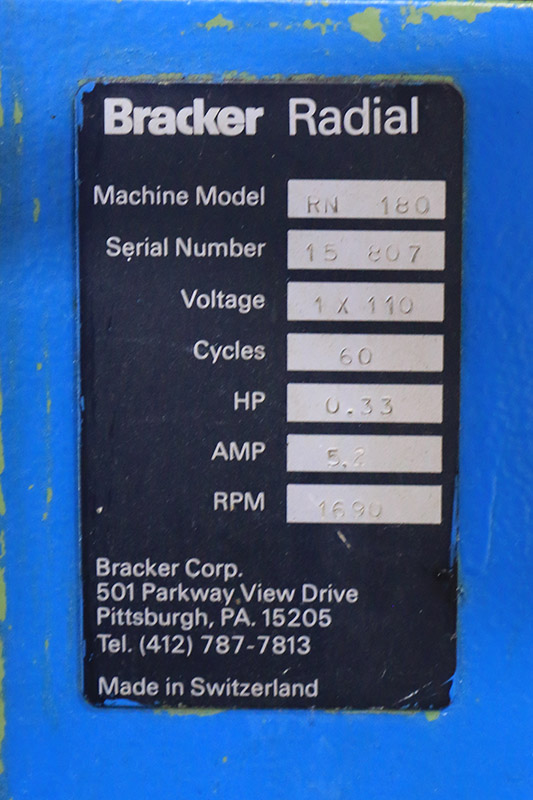 Bracker Radial
Machine Model RN 180
Serial Number 15 807
Voltage 1 X 110
Cycles 60
HP 0.33
AMP 5.2
RPM 1690
Bracker Corp.
501 Parkway View Drive
Pittsburgh, PA. 15205
Tel. (412) 787-7813
Made in Switzerland